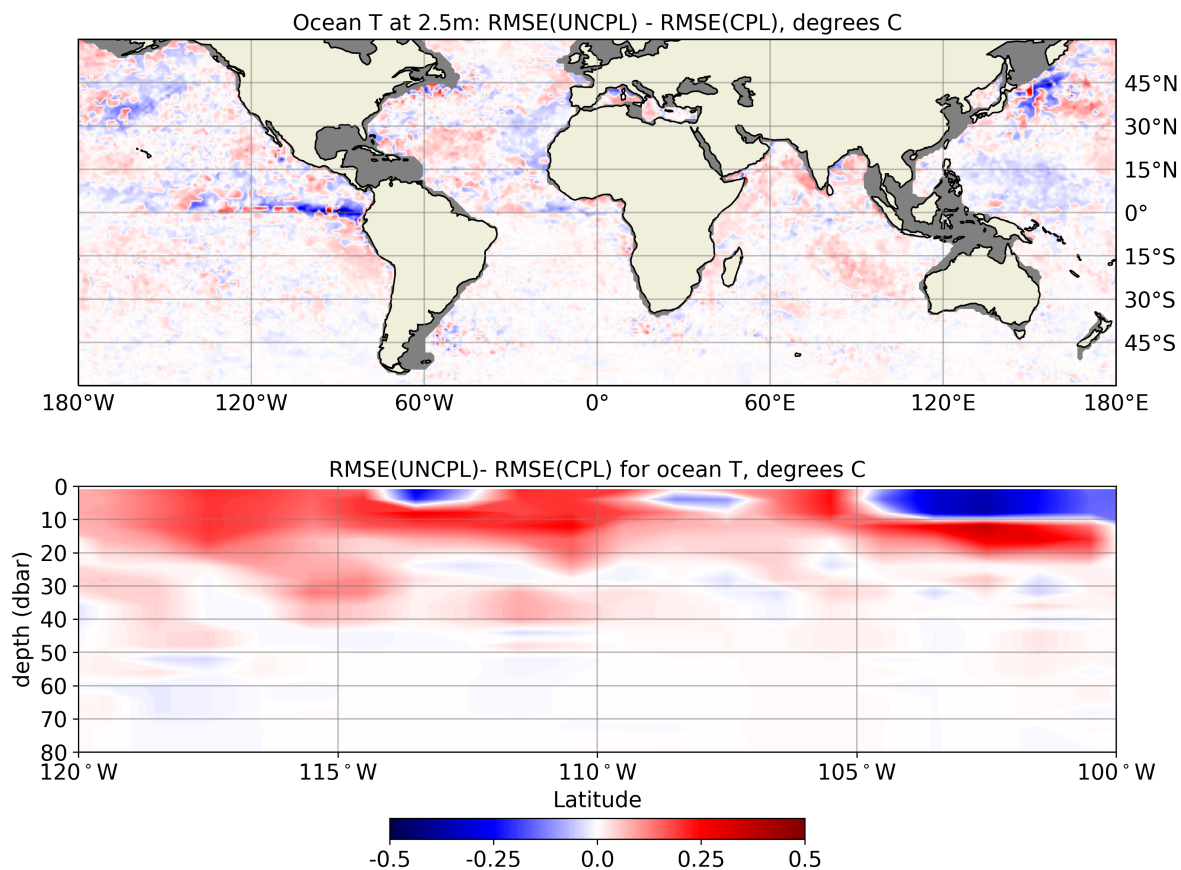 Ocean T at 2.5m: RMSE(UNCPL) - RMSE(CPL), degrees C
45°N
30°N
15°N
0°
15°S
30°S
45°S
180°W 120°W 60°W 0° 60°E 120°E 180°E
RMSE(UNCPL)- RMSE(CPL) for ocean T, degrees C
depth (dbar)
0
10
20
30
40
50
60
70
80
120°W 115°W 110°W 105°W 100°W
Latitude
-0.5 -0.25 0.0 0.25 0.5